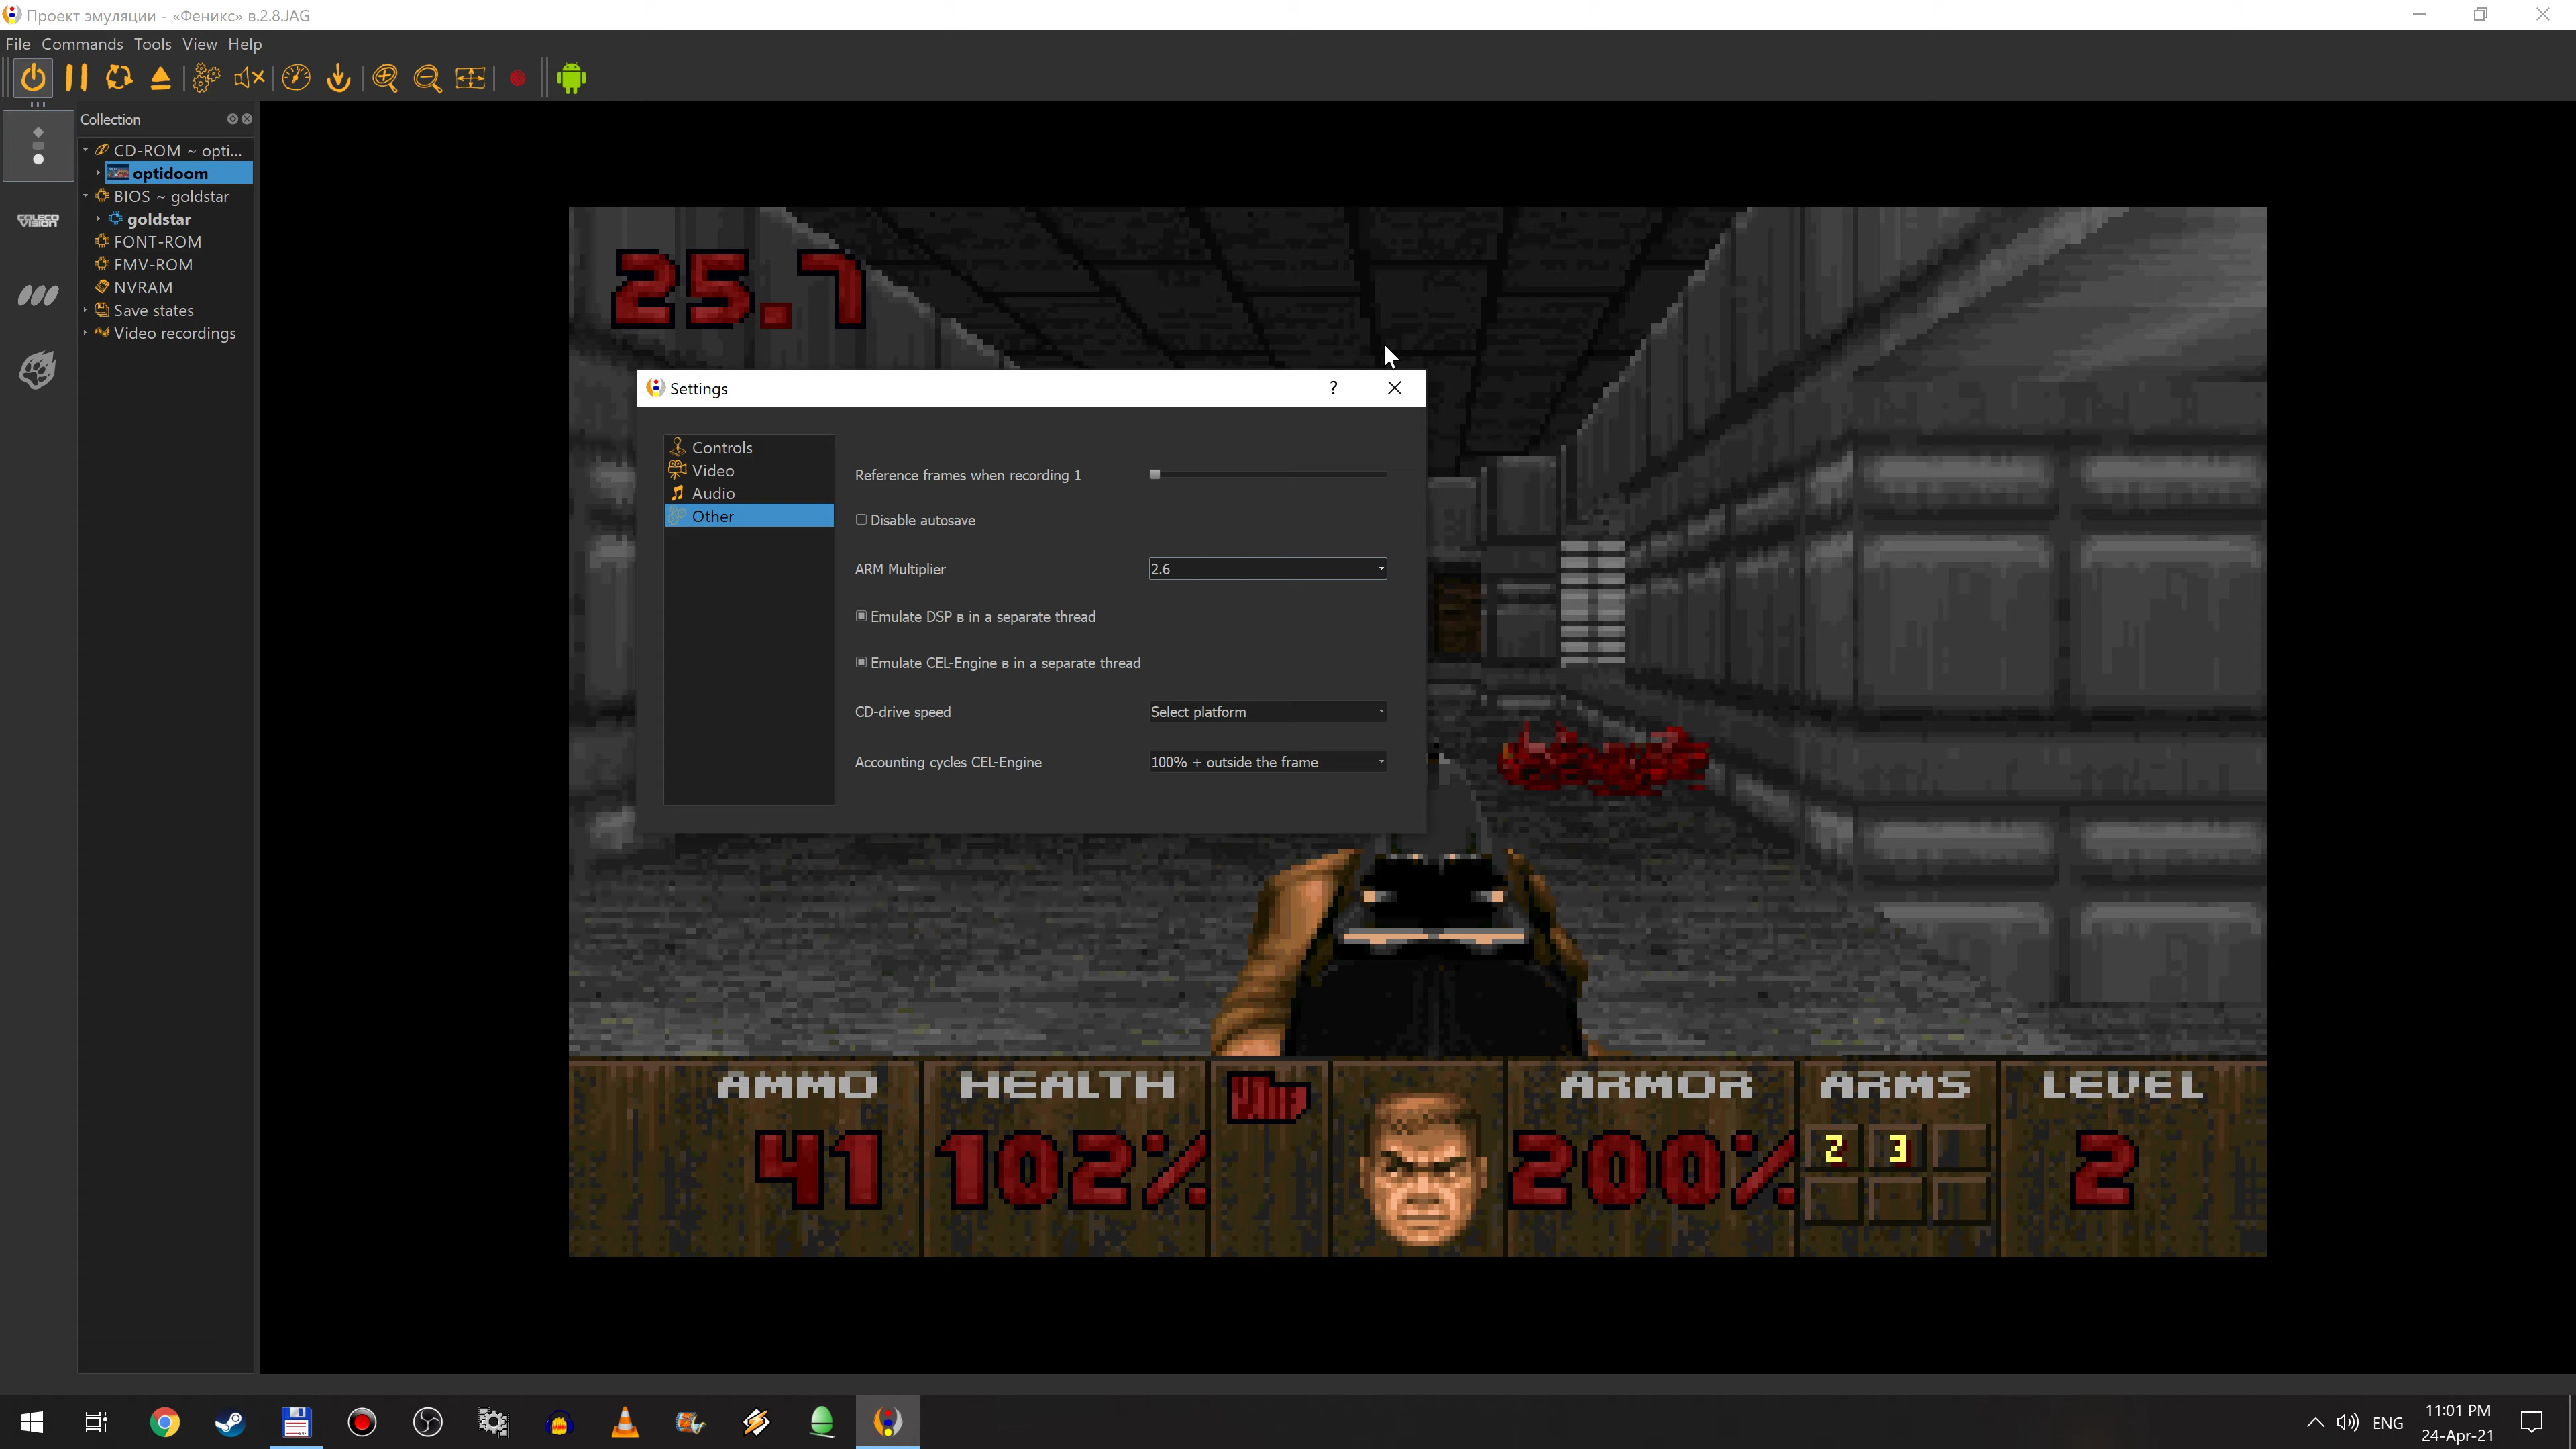 Проект эмуляции - «Феникс» в.2.8.JAG
File Commands Tools View Help
Collection
CD-ROM ~ opti...
optidoom
BIOS ~ goldstar
goldstar
FONT-ROM
FMV-ROM
NVRAM
Save states
Video recordings
COLECO
VISION
25.7
Settings
?
Controls
Video
Audio
Other
Reference frames when recording 1
Disable autosave
ARM Multiplier 2.6
Emulate DSP в in a separate thread
Emulate CEL-Engine в in a separate thread
CD-drive speed Select platform
Accounting cycles CEL-Engine 100% + outside the frame
AMMO HEALTH ARMOR ARMS LEVEL
41 102% 200% 2 3 2
ENG
11:01 PM
24-Apr-21